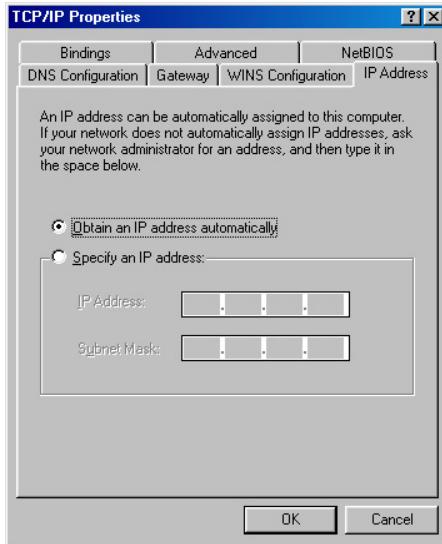 TCP/IP Properties
Bindings Advanced NetBIOS
DNS Configuration Gateway WINS Configuration IP Address
An IP address can be automatically assigned to this computer.
If your network does not automatically assign IP addresses, ask
your network administrator for an address, and then type it in
the space below.
Obtain an IP address automatically
Specify an IP address:
IP Address:
Subnet Mask:
OK Cancel